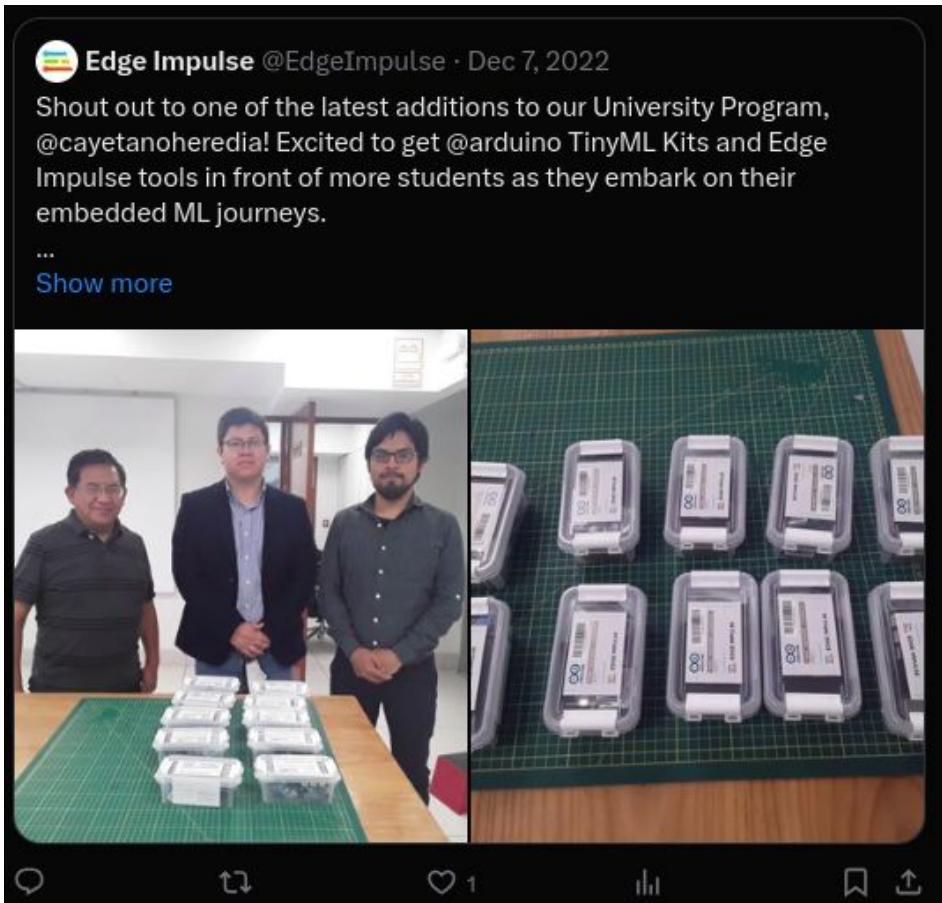 Edge Impulse @EdgeImpulse · Dec 7, 2022
Shout out to one of the latest additions to our University Program,
@cayetanoheredia! Excited to get @arduino TinyML Kits and Edge
Impulse tools in front of more students as they embark on their
embedded ML journeys.
...
Show more
1